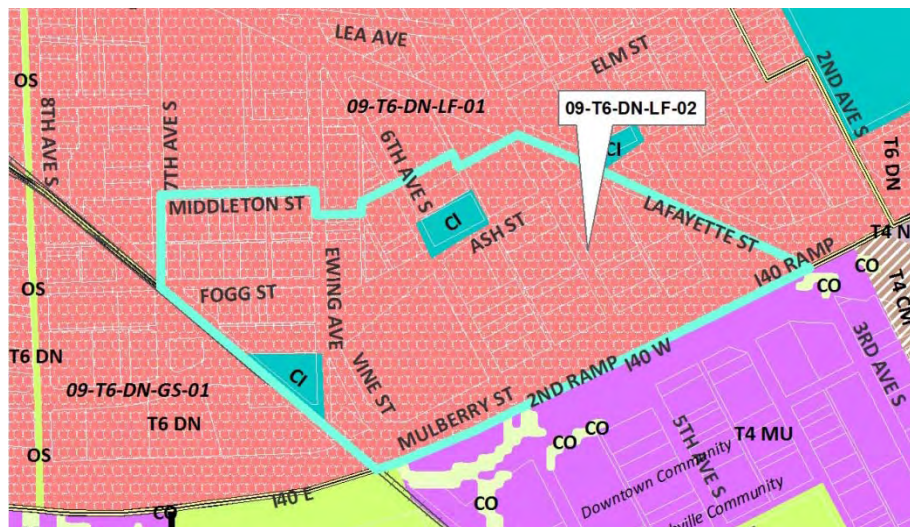 LEA AVE
ELM ST
2ND AVE S
OS
8TH AVE S
7TH AVE S
09-T6-DN-LF-01
09-T6-DN-LF-02
6TH AVE S
CI
T6 DN
MIDDLETON ST
CI
ASH ST
LAFAYETTE ST
T4 N
OS
FOGG ST
EWING AVE
I40 RAMP
CO
CO
T4 CM
T6 DN
09-T6-DN-GS-01
T6 DN
CI
VINE ST
I40 W
2ND RAMP
3RD AVE S
MULBERRY ST
OS
CO
CO
5TH AVE S
T4 MU
Downtown Community
ville Community
I40 E
CO
CO